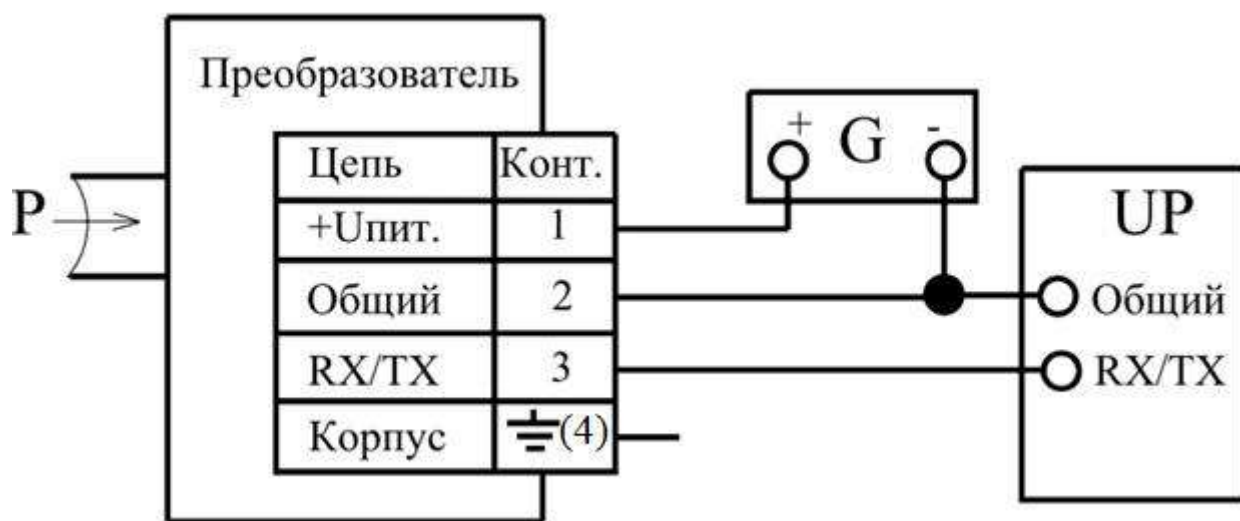 Преобразователь
Цепь Конт.
+Uпит. 1
Общий 2
RX/TX 3
Корпус (4)
P
+ G -
UP
Общий
RX/TX